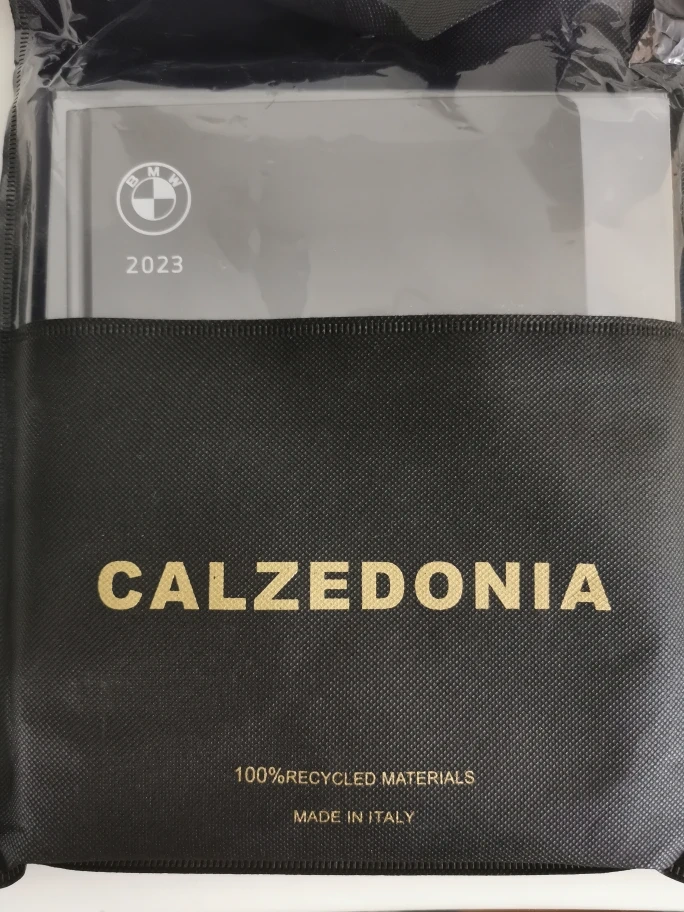 BMW
2023
CALZEDONIA
100%RECYCLED MATERIALS
MADE IN ITALY